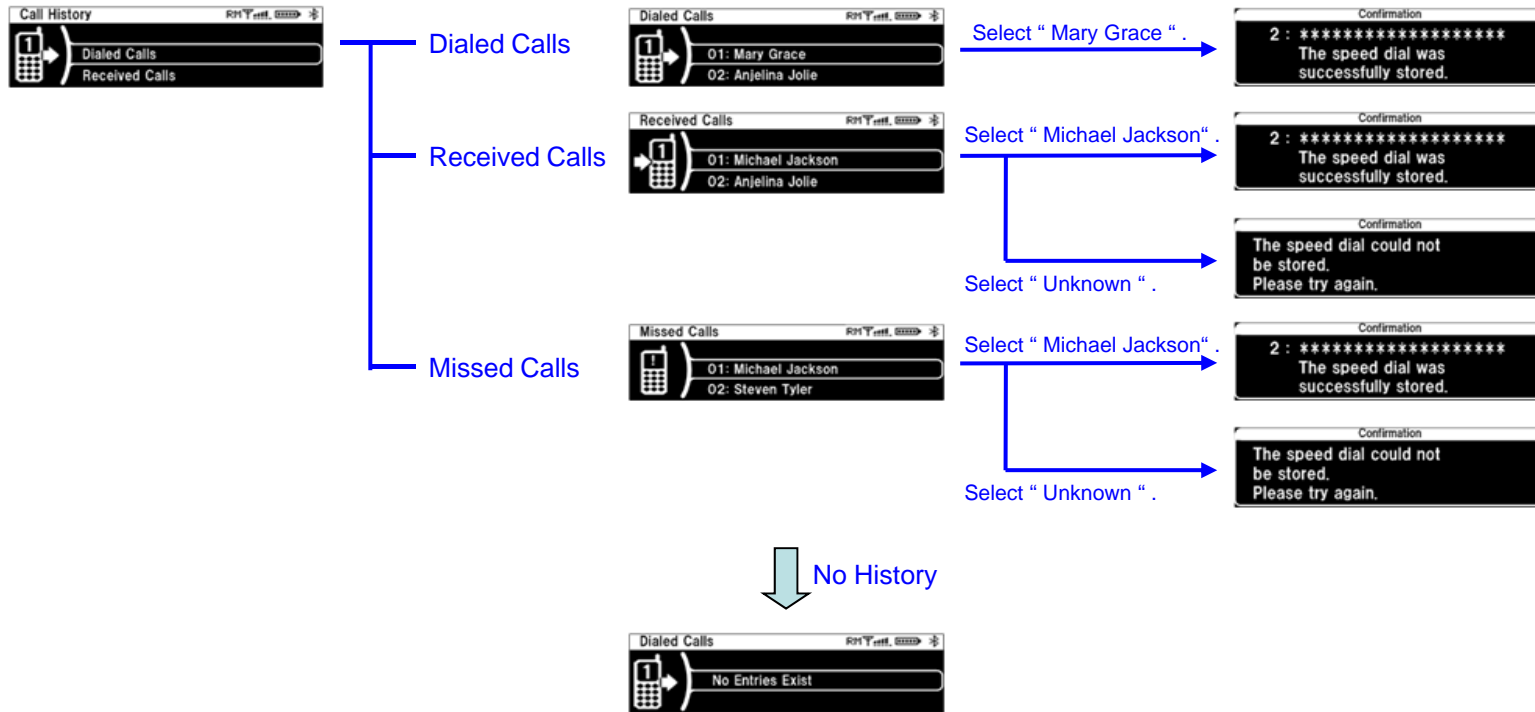 Call History
RM
Dialed Calls
Received Calls
Dialed Calls
Dialed Calls
RM
01: Mary Grace
02: Anjelina Jolie
Select “ Mary Grace “ .
Confirmation
2 : *******************
The speed dial was
successfully stored.
Received Calls
Received Calls
RM
01: Michael Jackson
02: Anjelina Jolie
Select “ Michael Jackson“ .
Confirmation
2 : *******************
The speed dial was
successfully stored.
Select “ Unknown “ .
Confirmation
The speed dial could not
be stored.
Please try again.
Missed Calls
Missed Calls
RM
01: Michael Jackson
02: Steven Tyler
Select “ Michael Jackson“ .
Confirmation
2 : *******************
The speed dial was
successfully stored.
Select “ Unknown “ .
Confirmation
The speed dial could not
be stored.
Please try again.
No History
Dialed Calls
RM
No Entries Exist